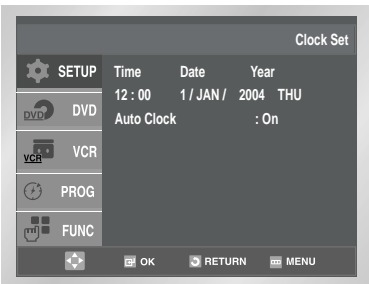 Clock Set
SETUP
Time Date Year
12 : 00 1 / JAN / 2004 THU
Auto Clock : On
DVD DVD
VCR VCR
PROG
FUNC
OK RETURN MENU